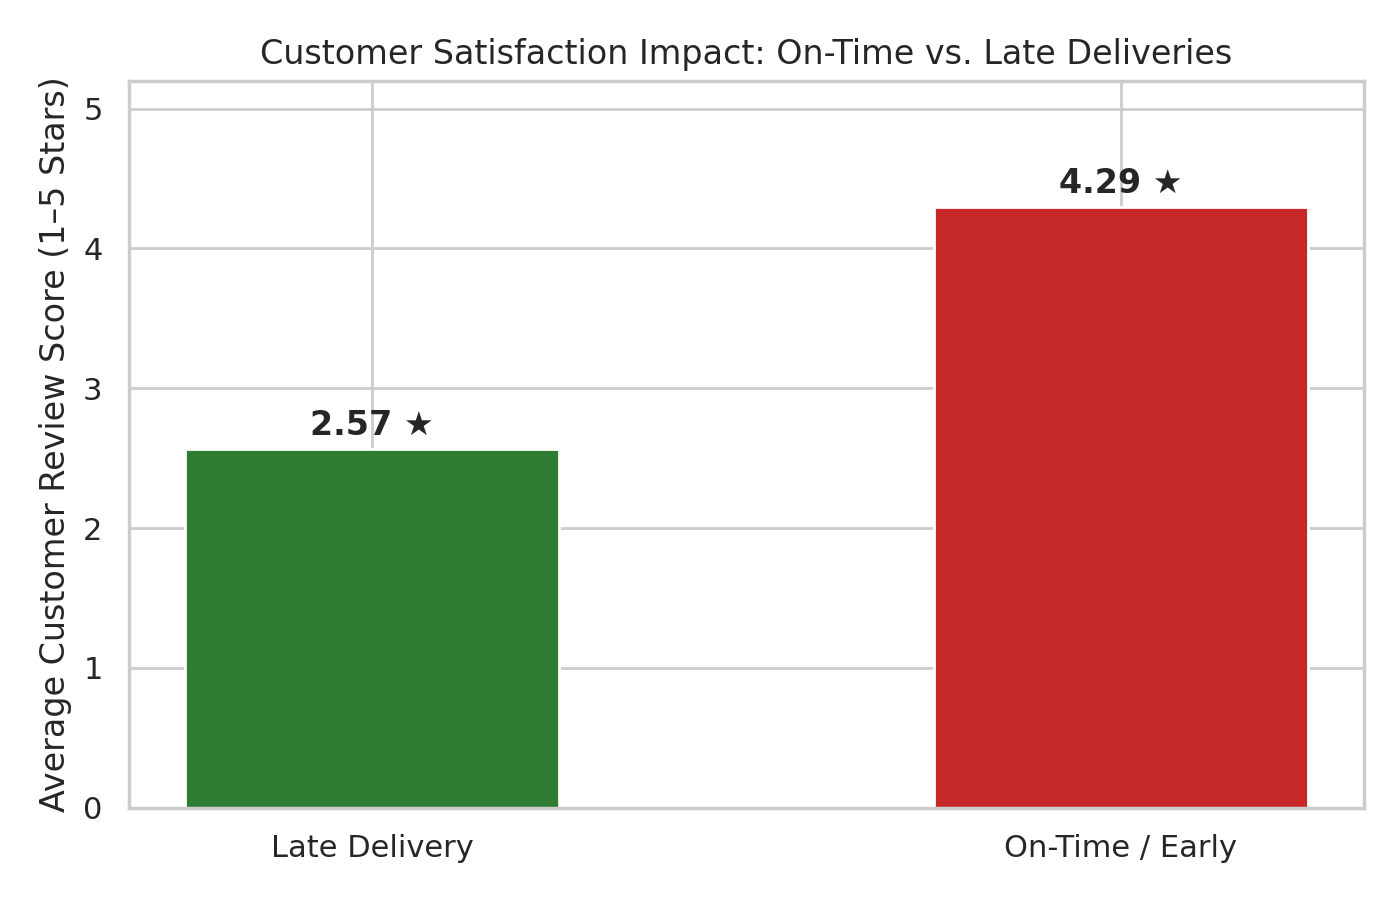 Customer Satisfaction Impact: On-Time vs. Late Deliveries
Average Customer Review Score (1–5 Stars)
5
4
3
2
1
0
2.57 ★
4.29 ★
Late Delivery
On-Time / Early